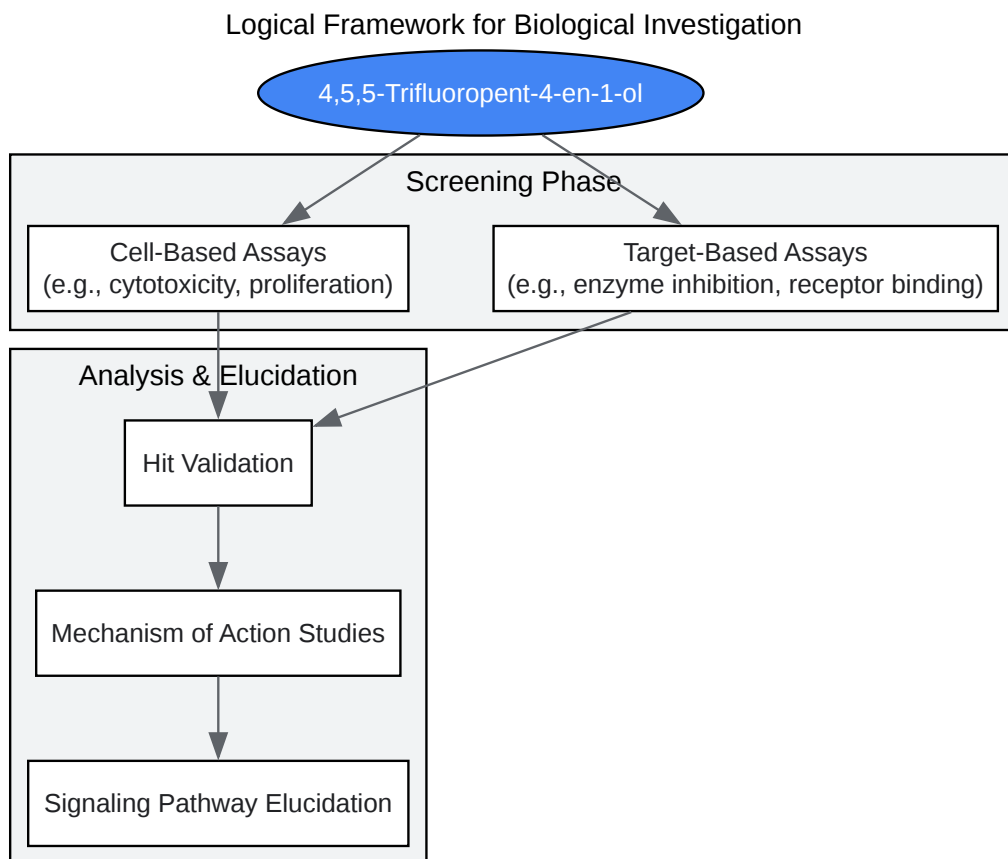 Logical Framework for Biological Investigation
4,5,5-Trifluoropent-4-en-1-ol
Screening Phase
Cell-Based Assays
(e.g., cytotoxicity, proliferation)
Target-Based Assays
(e.g., enzyme inhibition, receptor binding)
Analysis & Elucidation
Hit Validation
Mechanism of Action Studies
Signaling Pathway Elucidation